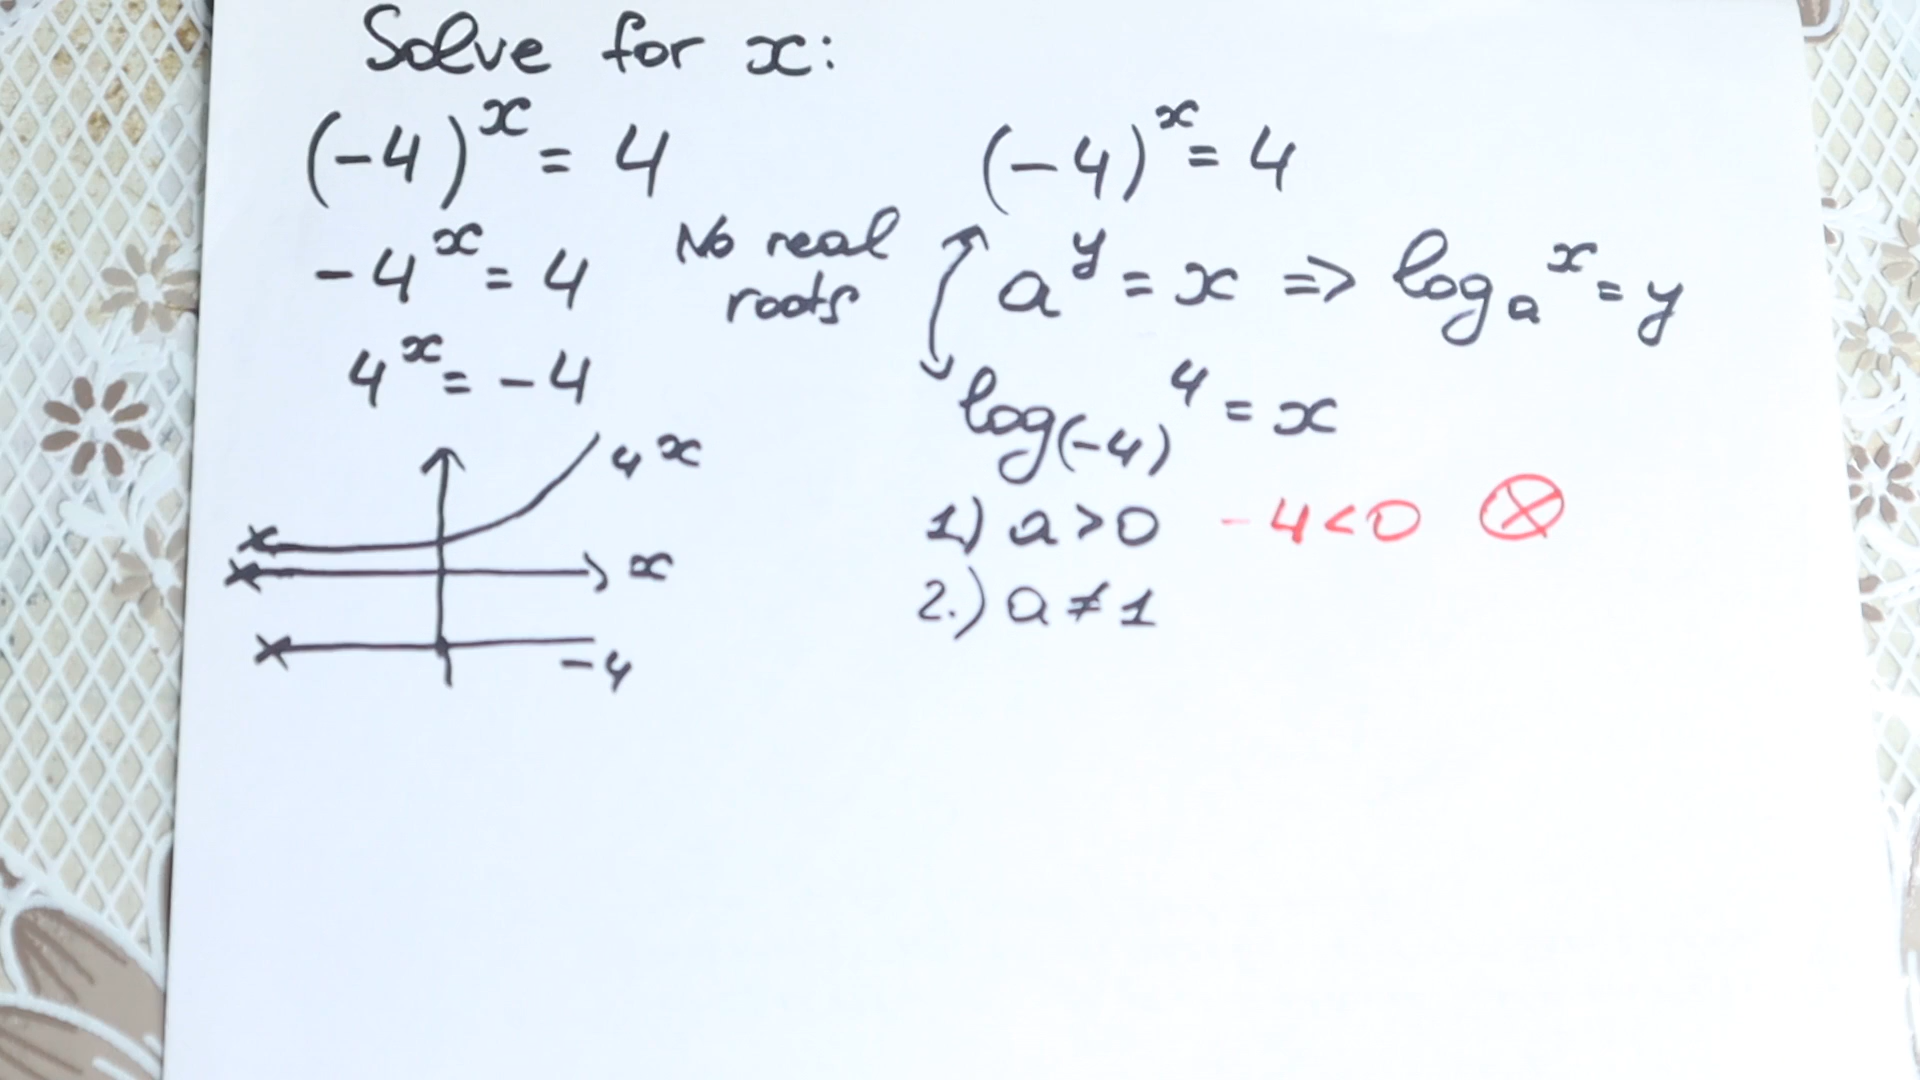 Solve for x:
(-4)^x = 4
-4^x = 4
No real
roots
4^x = -4
4^x
x
-4
(-4)^x = 4
a^y = x => log_a^x = y
log_(-4)^4 = x
1.) a > 0 -4 < 0
2.) a ≠ 1